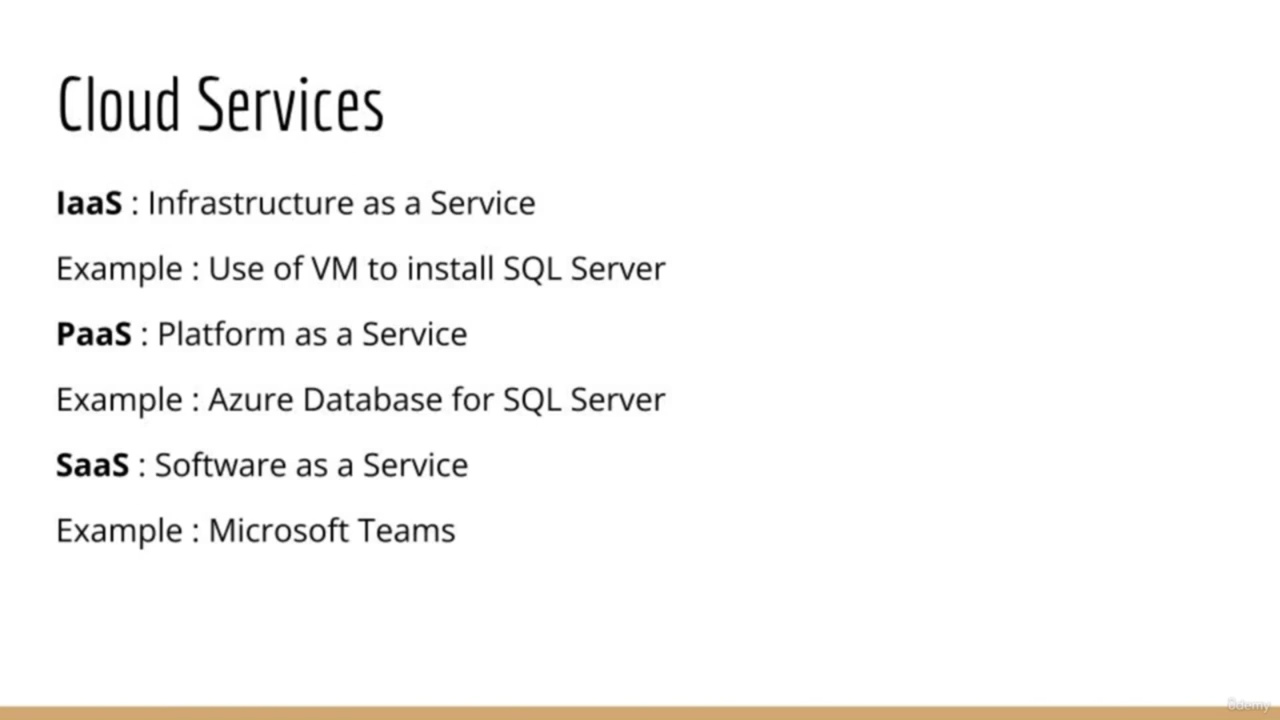 Cloud Services
IaaS : Infrastructure as a Service
Example : Use of VM to install SQL Server
PaaS : Platform as a Service
Example : Azure Database for SQL Server
SaaS : Software as a Service
Example : Microsoft Teams
ûdemy